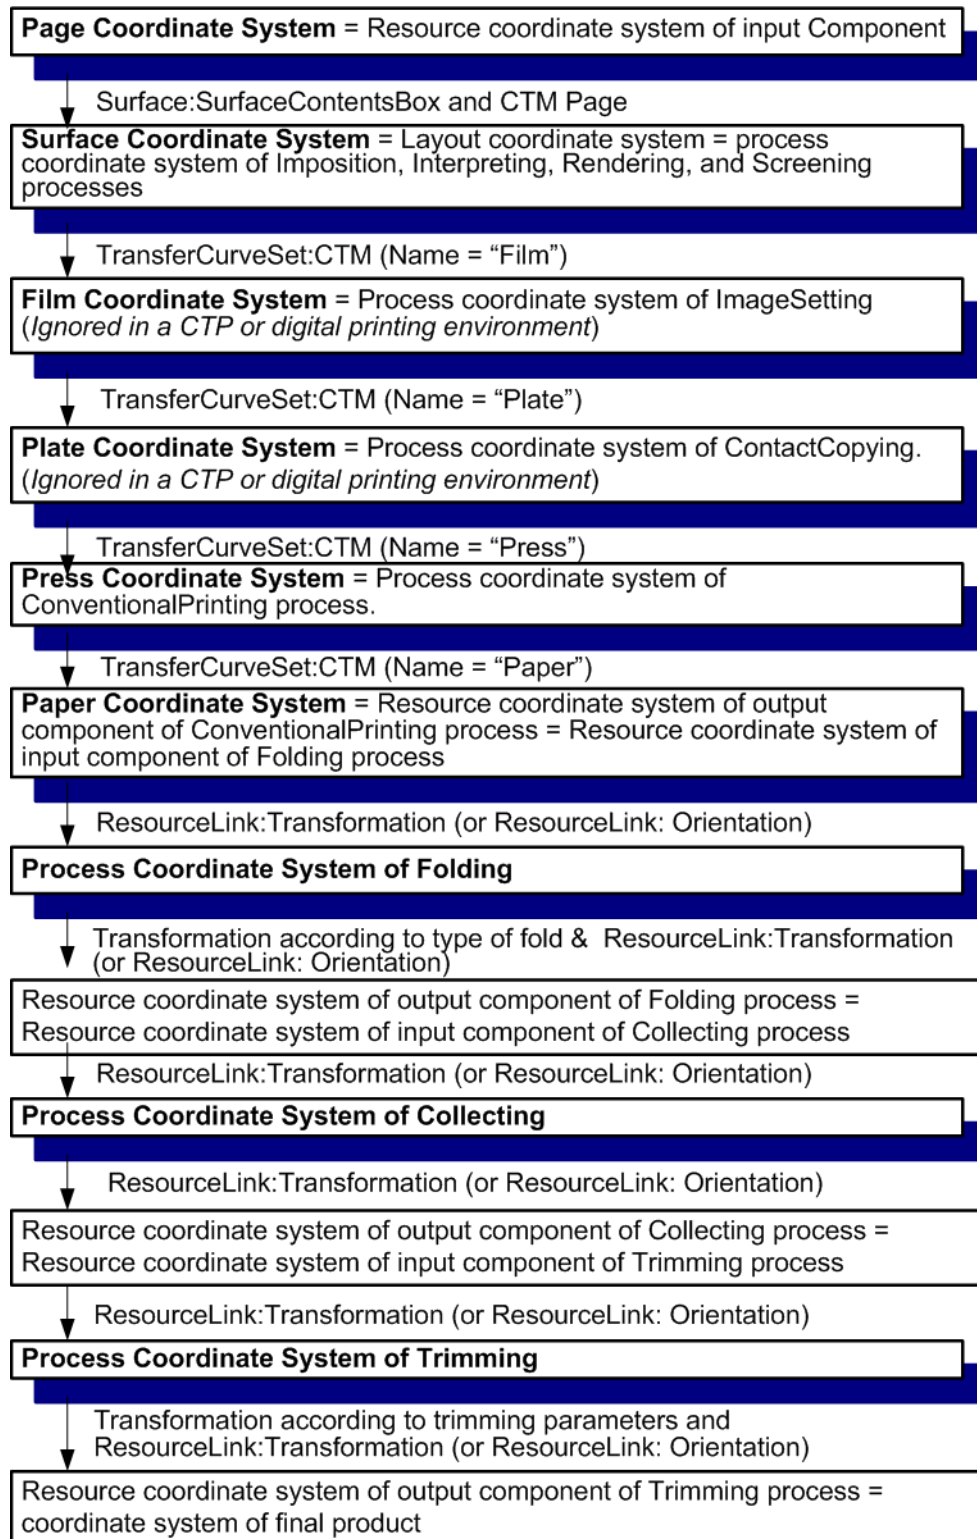 Page Coordinate System = Resource coordinate system of input Component
Surface:SurfaceContentsBox and CTM Page
Surface Coordinate System = Layout coordinate system = process
coordinate system of Imposition, Interpreting, Rendering, and Screening
processes
TransferCurveSet:CTM (Name = “Film”)
Film Coordinate System = Process coordinate system of ImageSetting
(Ignored in a CTP or digital printing environment)
TransferCurveSet:CTM (Name = “Plate”)
Plate Coordinate System = Process coordinate system of ContactCopying.
(Ignored in a CTP or digital printing environment)
TransferCurveSet:CTM (Name = “Press”)
Press Coordinate System = Process coordinate system of
ConventionalPrinting process.
TransferCurveSet:CTM (Name = “Paper”)
Paper Coordinate System = Resource coordinate system of output
component of ConventionalPrinting process = Resource coordinate system of
input component of Folding process
ResourceLink:Transformation (or ResourceLink: Orientation)
Process Coordinate System of Folding
Transformation according to type of fold & ResourceLink:Transformation
(or ResourceLink: Orientation)
Resource coordinate system of output component of Folding process =
Resource coordinate system of input component of Collecting process
ResourceLink:Transformation (or ResourceLink: Orientation)
Process Coordinate System of Collecting
ResourceLink:Transformation (or ResourceLink: Orientation)
Resource coordinate system of output component of Collecting process =
Resource coordinate system of input component of Trimming process
ResourceLink:Transformation (or ResourceLink: Orientation)
Process Coordinate System of Trimming
Transformation according to trimming parameters and
ResourceLink:Transformation (or ResourceLink: Orientation)
Resource coordinate system of output component of Trimming process =
coordinate system of final product